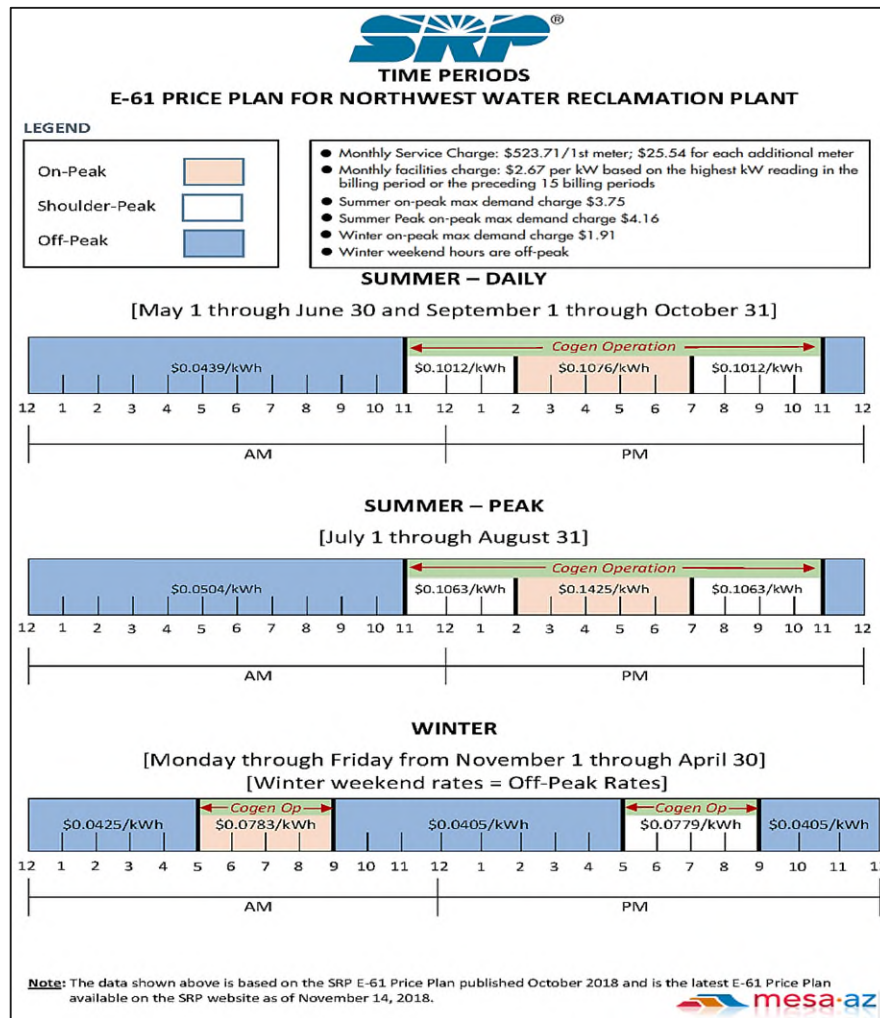 SRP®
TIME PERIODS
E-61 PRICE PLAN FOR NORTHWEST WATER RECLAMATION PLANT
LEGEND
On-Peak
Shoulder-Peak
Off-Peak
● Monthly Service Charge: $523.71/1st meter; $25.54 for each additional meter
● Monthly facilities charge: $2.67 per kW based on the highest kW reading in the
billing period or the preceding 15 billing periods
● Summer on-peak max demand charge $3.75
● Summer Peak on-peak max demand charge $4.16
● Winter on-peak max demand charge $1.91
● Winter weekend hours are off-peak
SUMMER – DAILY
[May 1 through June 30 and September 1 through October 31]
Cogen Operation
$0.0439/kWh $0.1012/kWh $0.1076/kWh $0.1012/kWh
12 1 2 3 4 5 6 7 8 9 10 11 12 1 2 3 4 5 6 7 8 9 10 11 12
AM PM
SUMMER – PEAK
[July 1 through August 31]
Cogen Operation
$0.0504/kWh $0.1063/kWh $0.1425/kWh $0.1063/kWh
12 1 2 3 4 5 6 7 8 9 10 11 12 1 2 3 4 5 6 7 8 9 10 11 12
AM PM
WINTER
[Monday through Friday from November 1 through April 30]
[Winter weekend rates = Off-Peak Rates]
Cogen Op Cogen Op
$0.0425/kWh $0.0783/kWh $0.0405/kWh $0.0779/kWh $0.0405/kWh
12 1 2 3 4 5 6 7 8 9 10 11 12 1 2 3 4 5 6 7 8 9 10 11
AM PM
Note: The data shown above is based on the SRP E-61 Price Plan published October 2018 and is the latest E-61 Price Plan
available on the SRP website as of November 14, 2018.
mesa·az